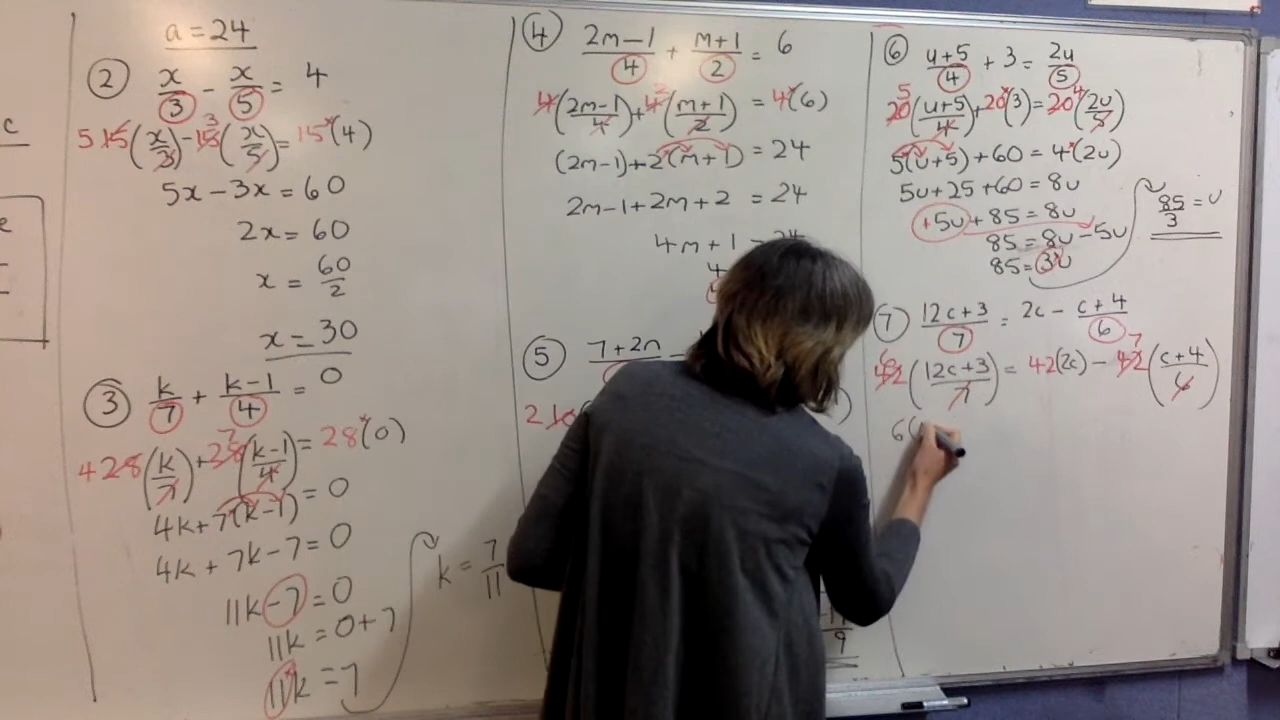 c
e
a = 24
② x/3 - x/5 = 4
5 15(x/3) - 15 3(x/5) = 15(4)
5x - 3x = 60
2x = 60
x = 60/2
x = 30
③ k/7 + k-1/4 = 0
4 28(k/7) + 28 7(k-1/4) = 28(0)
4k + 7(k-1) = 0
4k + 7k - 7 = 0
11k - 7 = 0
11k = 0 + 7
11k = 7
k = 7/11
④ 2m-1/4 + m+1/2 = 6
4(2m-1/4) + 4 2(m+1/2) = 4(6)
(2m-1) + 2(m+1) = 24
2m - 1 + 2m + 2 = 24
4m + 1 = 24
⑤ 7+2n
2 10
9
⑥ u+5/4 + 3 = 2u/5
5 20(u+5/4) + 20(3) = 20 4(2u/5)
5(u+5) + 60 = 4(2u)
5u + 25 + 60 = 8u
+5u + 85 = 8u
85 = 8u - 5u
85 = 3u
85/3 = u
⑦ 12c+3/7 = 2c - c+4/6
6 42(12c+3/7) = 42(2c) - 42 7(c+4/6)
6(